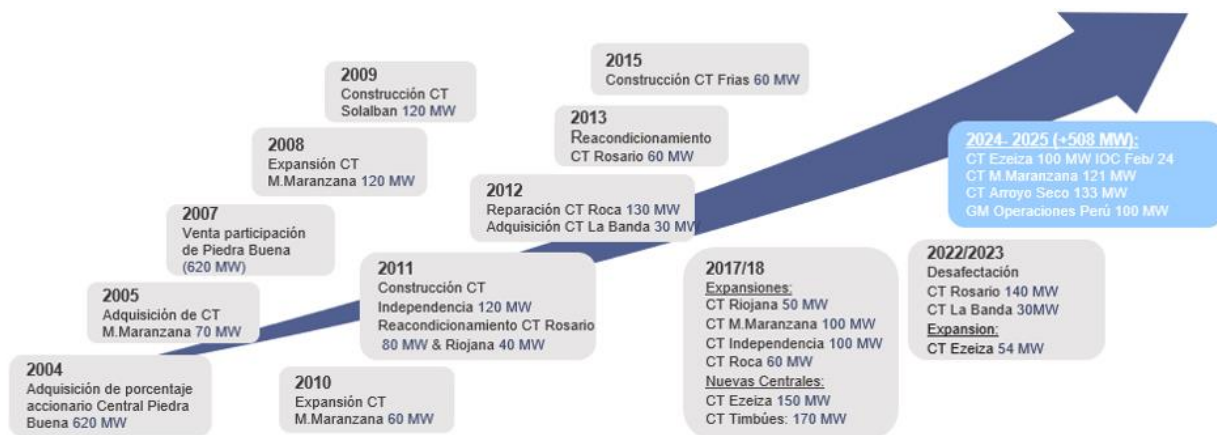 2004
Adquisición de porcentaje
accionario Central Piedra
Buena 620 MW
2005
Adquisición de CT
M.Maranzana 70 MW
2007
Venta participación
de Piedra Buena
(620 MW)
2008
Expansión CT
M.Maranzana 120 MW
2009
Construcción CT
Solalban 120 MW
2010
Expansión CT
M.Maranzana 60 MW
2011
Construcción CT
Independencia 120 MW
Reacondicionamiento CT Rosario
80 MW & Riojana 40 MW
2012
Reparación CT Roca 130 MW
Adquisición CT La Banda 30 MW
2013
Reacondicionamiento
CT Rosario 60 MW
2015
Construcción CT Frias 60 MW
2017/18
Expansiones:
CT Riojana 50 MW
CT M.Maranzana 100 MW
CT Independencia 100 MW
CT Roca 60 MW
Nuevas Centrales:
CT Ezeiza 150 MW
CT Timbúes: 170 MW
2022/2023
Desafectación
CT Rosario 140 MW
CT La Banda 30MW
Expansion:
CT Ezeiza 54 MW
2024- 2025 (+508 MW):
CT Ezeiza 100 MW IOC Feb/ 24
CT M.Maranzana 121 MW
CT Arroyo Seco 133 MW
GM Operaciones Perú 100 MW